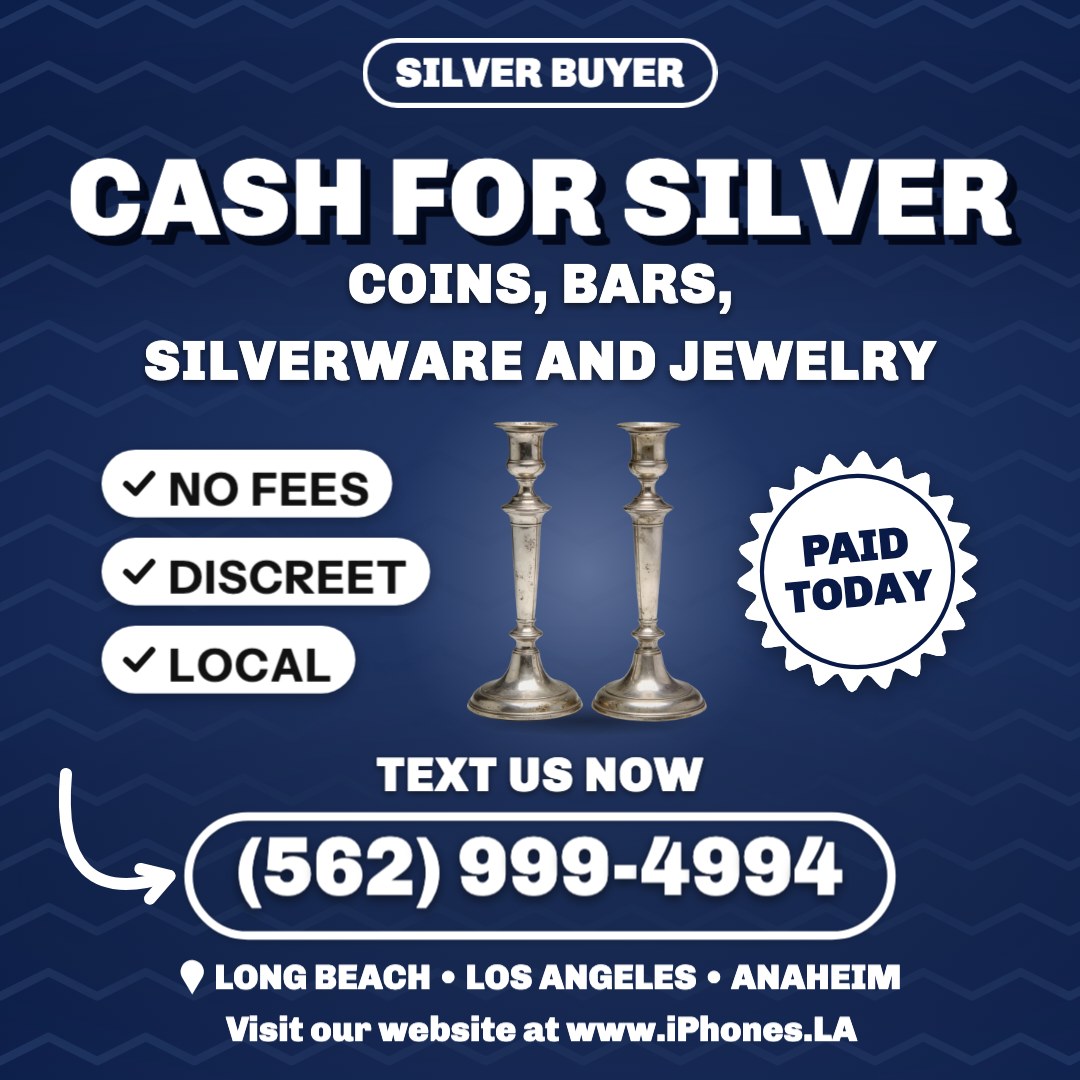 SILVER BUYER
CASH FOR SILVER
COINS, BARS,
SILVERWARE AND JEWELRY
NO FEES
DISCREET
LOCAL
PAID
TODAY
TEXT US NOW
(562) 999-4994
LONG BEACH • LOS ANGELES • ANAHEIM
Visit our website at www.iPhones.LA